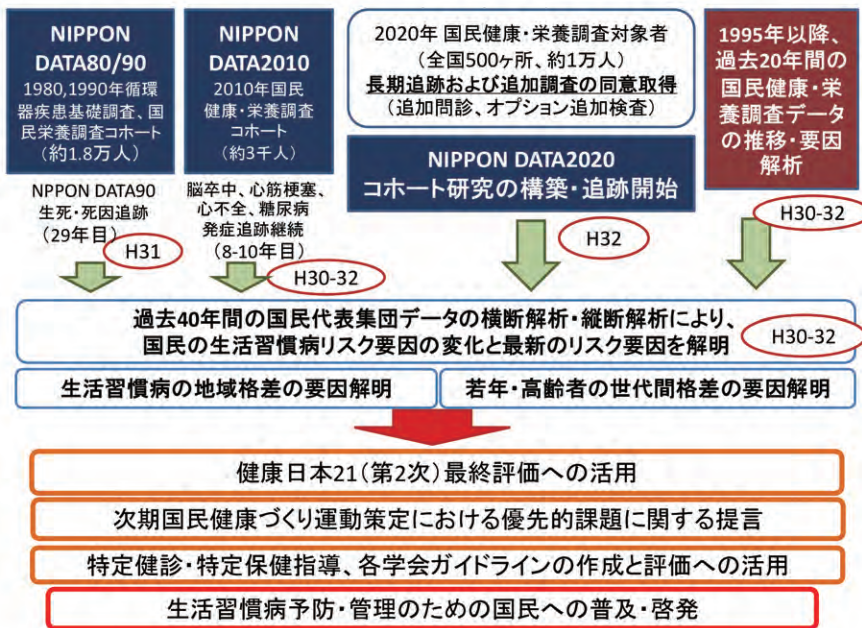 NIPPON
DATA80/90
1980,1990年循環
器疾患基礎調査、国
民栄養調査コホート
(約1.8万人)
NIPPON
DATA2010
2010年国民
健康・栄養調査
コホート
(約3千人)
2020年 国民健康・栄養調査対象者
(全国500ヶ所、約1万人)
長期追跡および追加調査の同意取得
(追加問診、オプション追加検査)
NIPPON DATA2020
コホート研究の構築・追跡開始
1995年以降、
過去20年間の
国民健康・栄
養調査データ
の推移・要因
解析
NPPON DATA90
生死・死因追跡
(29年目)
H31
脳卒中、心筋梗塞、
心不全、糖尿病
発症追跡継続
(8-10年目)
H30-32
H32
H30-32
過去40年間の国民代表集団データの横断解析・縦断解析により、
国民の生活習慣病リスク要因の変化と最新のリスク要因を解明
H30-32
生活習慣病の地域格差の要因解明
若年・高齢者の世代間格差の要因解明
健康日本21(第2次)最終評価への活用
次期国民健康づくり運動策定における優先的課題に関する提言
特定健診・特定保健指導、各学会ガイドラインの作成と評価への活用
生活習慣病予防・管理のための国民への普及・啓発